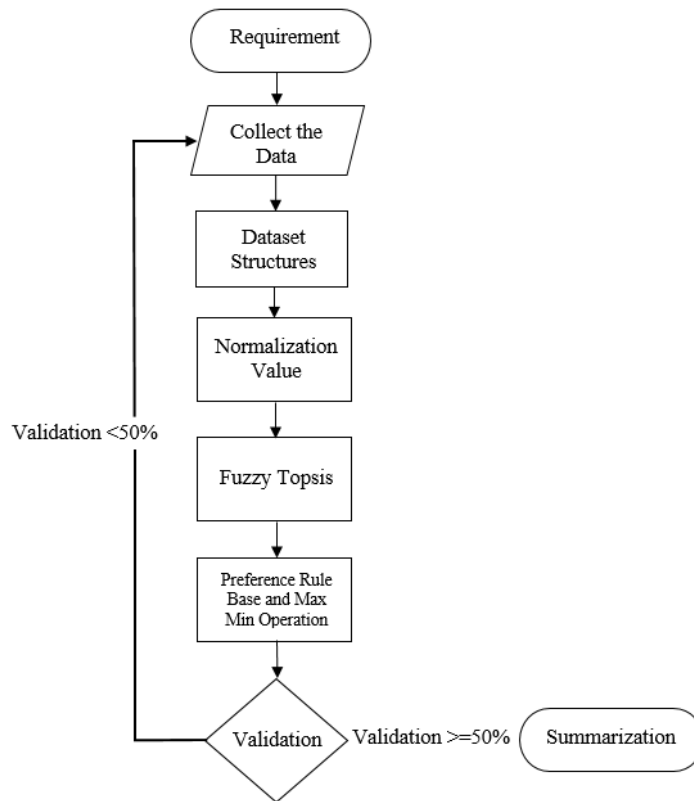 Requirement
Collect the
Data
Dataset
Structures
Normalization
Value
Validation <50%
Fuzzy Topsis
Preference Rule
Base and Max
Min Operation
Validation
Validation >=50%
Summarization